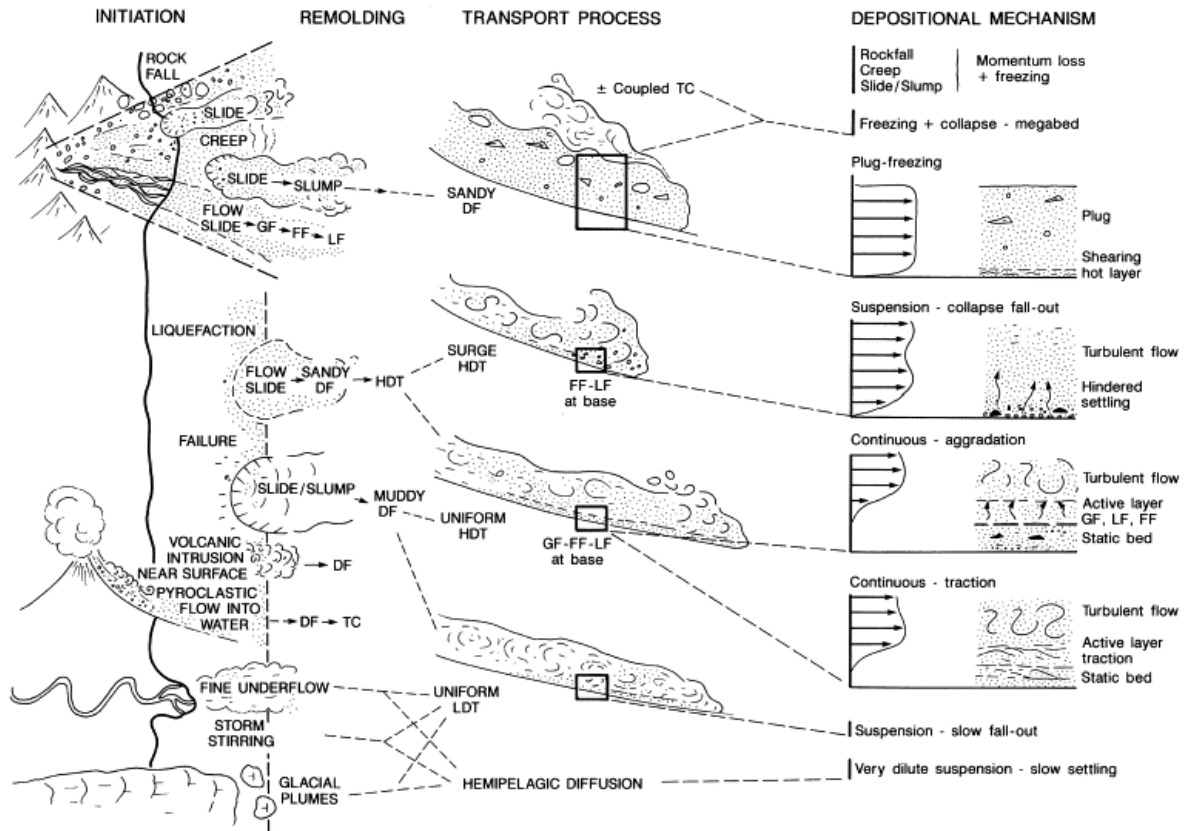 INITIATION
REMOLDING
TRANSPORT PROCESS
DEPOSITIONAL MECHANISM
ROCK
FALL
SLIDE
CREEP
SLIDE → SLUMP
FLOW
SLIDE → GF → FF → LF
SANDY
DF
± Coupled TC
Rockfall
Creep
Slide/Slump
Momentum loss
+ freezing
Freezing + collapse - megabed
Plug-freezing
Plug
Shearing
hot layer
LIQUEFACTION
FLOW
SLIDE → SANDY
DF → HDT
SURGE
HDT
FF-LF
at base
Suspension - collapse fall-out
Turbulent flow
Hindered
settling
FAILURE
SLIDE/SLUMP → MUDDY
DF
UNIFORM
HDT
GF-FF-LF
at base
Continuous - aggradation
Turbulent flow
Active layer
GF, LF, FF
Static bed
VOLCANIC
INTRUSION
NEAR SURFACE
→ DF
PYROCLASTIC
FLOW INTO
WATER
→ DF → TC
Continuous - traction
Turbulent flow
Active layer
traction
Static bed
FINE UNDERFLOW
UNIFORM
LDT
STORM
STIRRING
Suspension - slow fall-out
GLACIAL
PLUMES
HEMIPELAGIC DIFFUSION
Very dilute suspension - slow settling